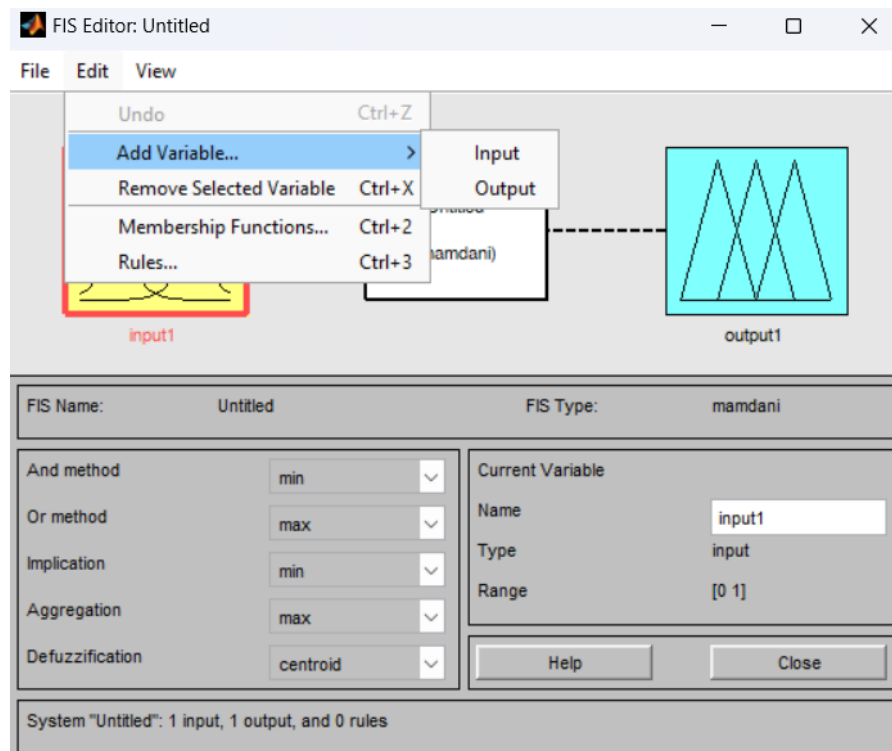 FIS Editor: Untitled
File Edit View
Undo Ctrl+Z
Add Variable... >
Input
Remove Selected Variable Ctrl+X
Output
Membership Functions... Ctrl+2
Rules... Ctrl+3
input1
output1
FIS Name: Untitled FIS Type: mamdani
And method min
Or method max
Implication min
Aggregation max
Defuzzification centroid
Current Variable
Name input1
Type input
Range [0 1]
Help Close
System "Untitled": 1 input, 1 output, and 0 rules